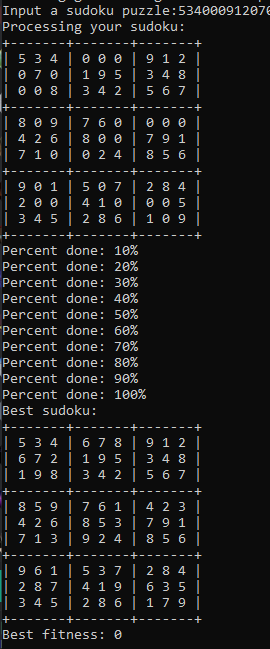 Input a sudoku puzzle:534000912070
Processing your sudoku:
+-------+-------+-------+
| 5 3 4 | 0 0 0 | 9 1 2 |
| 0 7 0 | 1 9 5 | 3 4 8 |
| 0 0 8 | 3 4 2 | 5 6 7 |
+-------+-------+-------+
| 8 0 9 | 7 6 0 | 0 0 0 |
| 4 2 6 | 8 0 0 | 7 9 1 |
| 7 1 0 | 0 2 4 | 8 5 6 |
+-------+-------+-------+
| 9 0 1 | 5 0 7 | 2 8 4 |
| 2 0 0 | 4 1 0 | 0 0 5 |
| 3 4 5 | 2 8 6 | 1 0 9 |
+-------+-------+-------+
Percent done: 10%
Percent done: 20%
Percent done: 30%
Percent done: 40%
Percent done: 50%
Percent done: 60%
Percent done: 70%
Percent done: 80%
Percent done: 90%
Percent done: 100%
Best sudoku:
+-------+-------+-------+
| 5 3 4 | 6 7 8 | 9 1 2 |
| 6 7 2 | 1 9 5 | 3 4 8 |
| 1 9 8 | 3 4 2 | 5 6 7 |
+-------+-------+-------+
| 8 5 9 | 7 6 1 | 4 2 3 |
| 4 2 6 | 8 5 3 | 7 9 1 |
| 7 1 3 | 9 2 4 | 8 5 6 |
+-------+-------+-------+
| 9 6 1 | 5 3 7 | 2 8 4 |
| 2 8 7 | 4 1 9 | 6 3 5 |
| 3 4 5 | 2 8 6 | 1 7 9 |
+-------+-------+-------+
Best fitness: 0